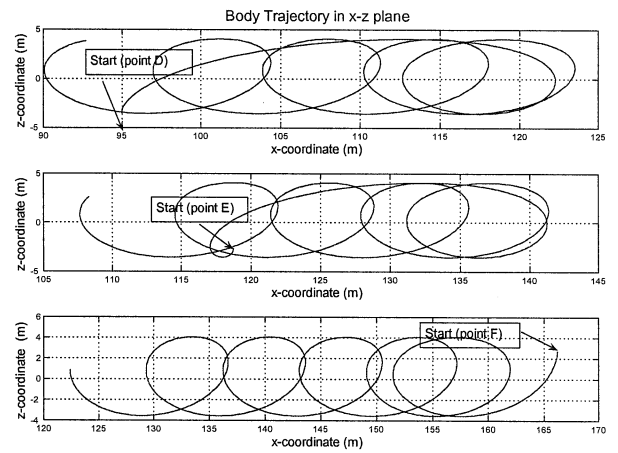 Body Trajectory in x-z plane
z-coordinate (m)
5
0
-5
Start (point D)
90 95 100 105 110 115 120 125
x-coordinate (m)
z-coordinate (m)
5
0
-5
Start (point E)
105 110 115 120 125 130 135 140 145
x-coordinate (m)
z-coordinate (m)
6
4
2
0
-2
-4
Start (point F)
120 125 130 135 140 145 150 155 160 165 170
x-coordinate (m)